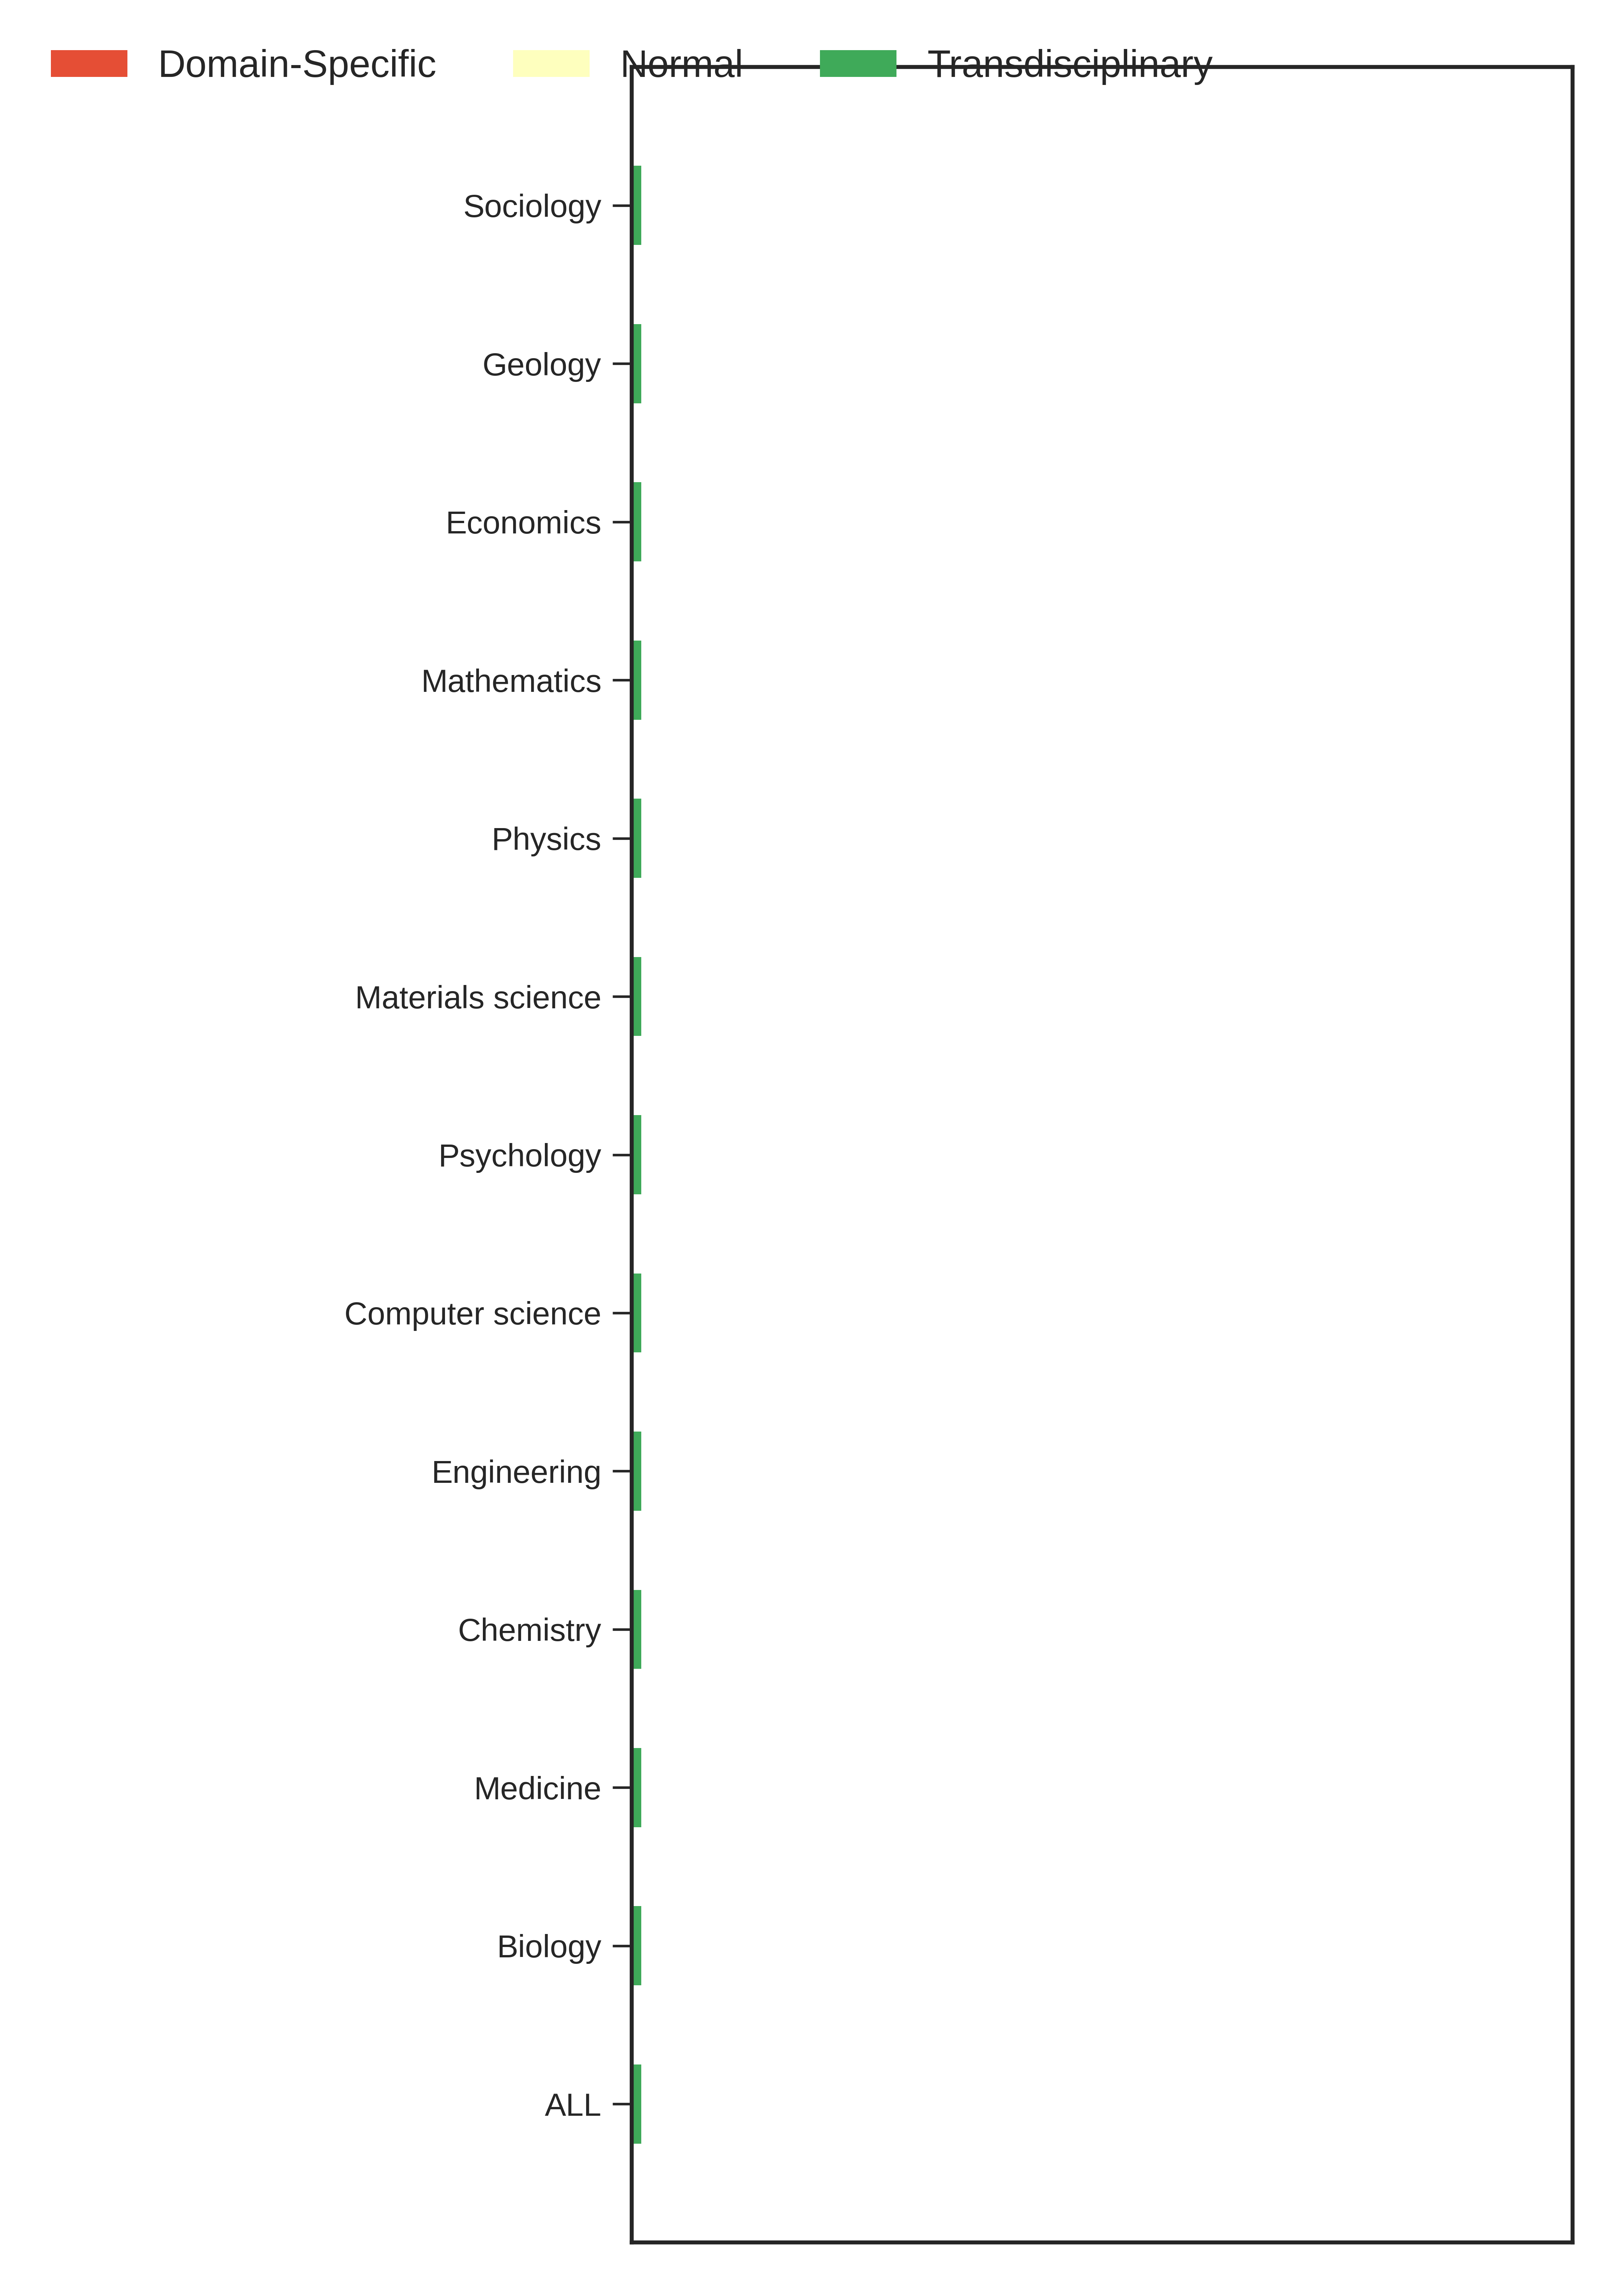 Domain-Specific Normal Transdisciplinary
Sociology
Geology
Economics
Mathematics
Physics
Materials science
Psychology
Computer science
Engineering
Chemistry
Medicine
Biology
ALL